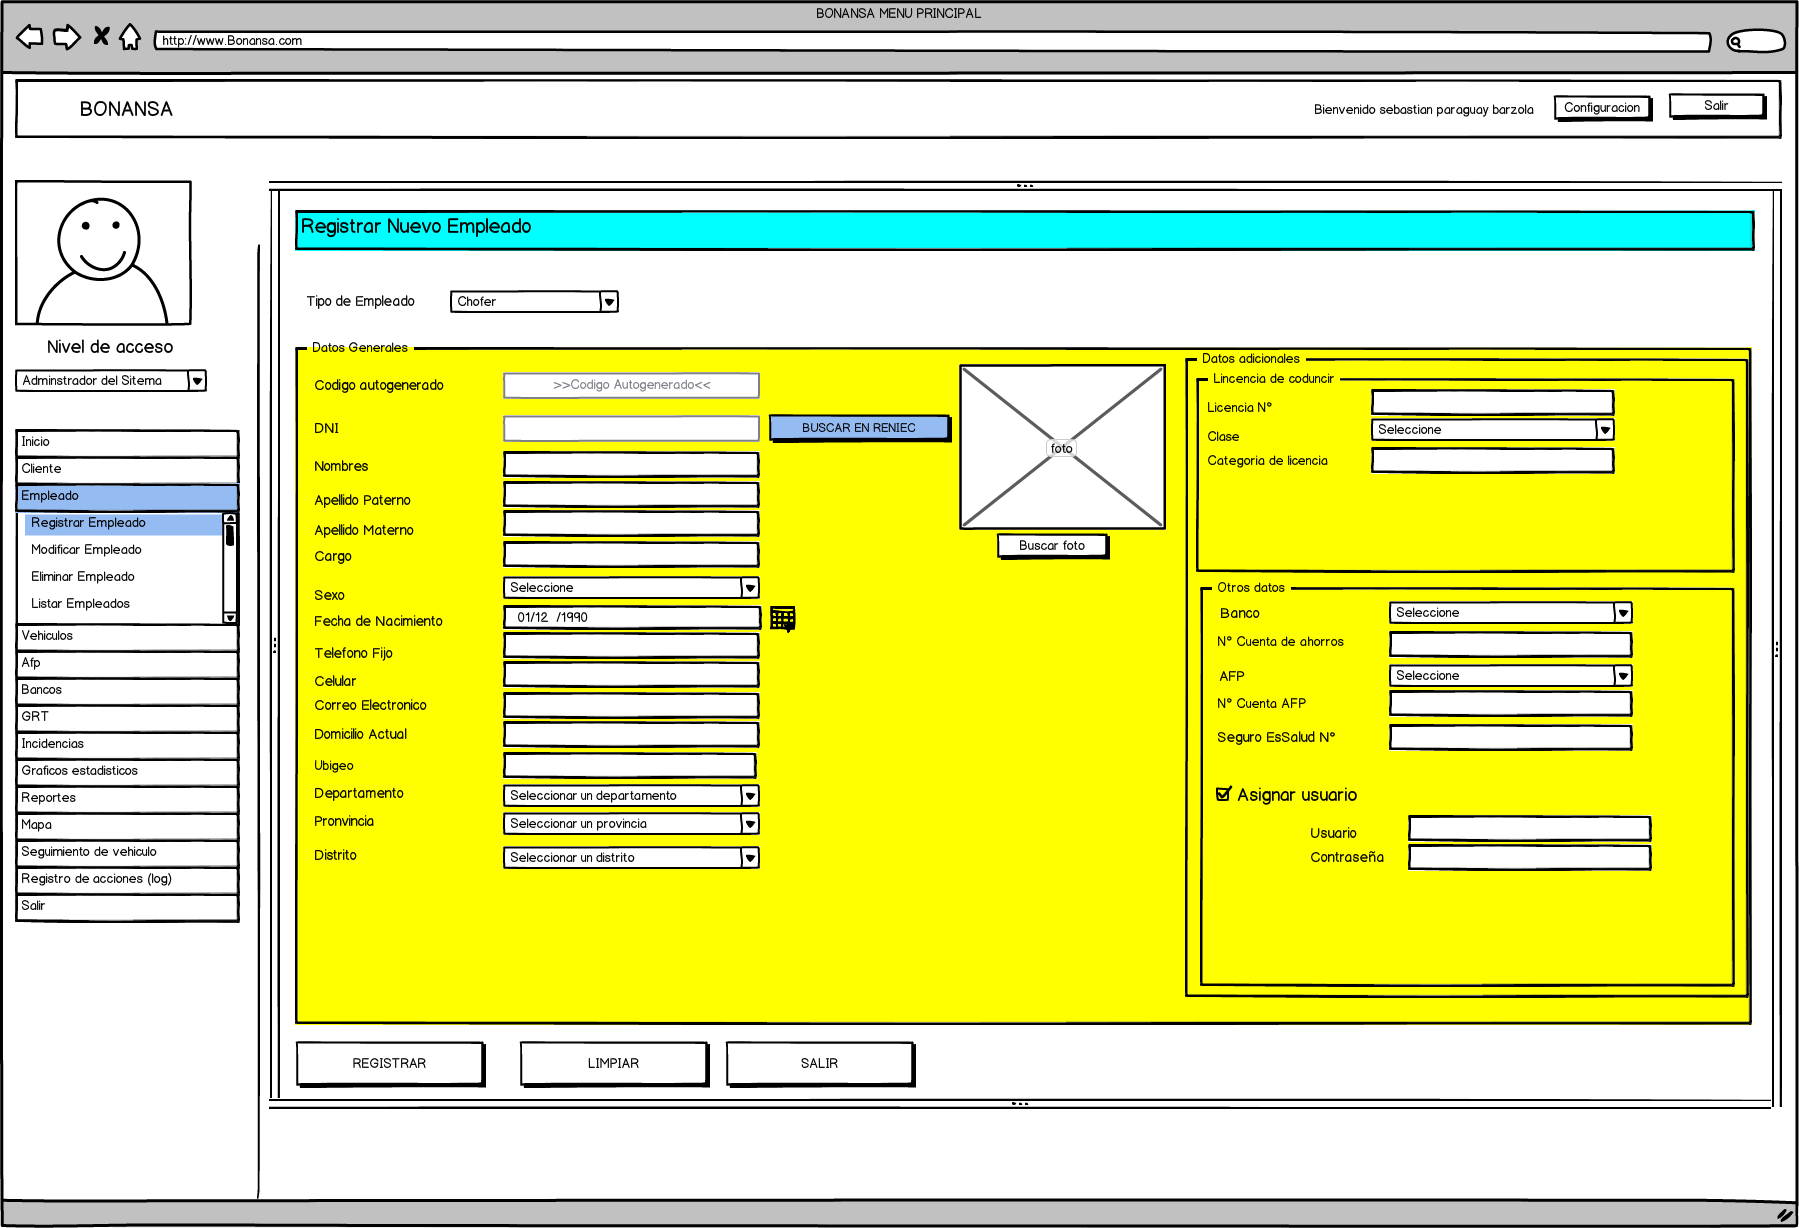 BONANSA MENU PRINCIPAL
http://www.Bonansa.com
BONANSA
Bienvenido sebastian paraguay barzola
Configuracion
Salir
Nivel de acceso
Adminstrador del Sitema
Inicio
Cliente
Empleado
Registrar Empleado
Modificar Empleado
Eliminar Empleado
Listar Empleados
Vehiculos
Afp
Bancos
GRT
Incidencias
Graficos estadisticos
Reportes
Mapa
Seguimiento de vehiculo
Registro de acciones (log)
Salir
Registrar Nuevo Empleado
Tipo de Empleado Chofer
Datos Generales
Codigo autogenerado >>Codigo Autogenerado<<
DNI BUSCAR EN RENIEC
Nombres
Apellido Paterno
Apellido Materno
Cargo
Sexo Seleccione
Fecha de Nacimiento 01/12 /1990
Telefono Fijo
Celular
Correo Electronico
Domicilio Actual
Ubigeo
Departamento Seleccionar un departamento
Pronvincia Seleccionar un provincia
Distrito Seleccionar un distrito
foto
Buscar foto
Datos adicionales
Lincencia de coduncir
Licencia N°
Clase Seleccione
Categoria de licencia
Otros datos
Banco Seleccione
N° Cuenta de ahorros
AFP Seleccione
N° Cuenta AFP
Seguro EsSalud N°
Asignar usuario
Usuario
Contraseña
REGISTRAR
LIMPIAR
SALIR